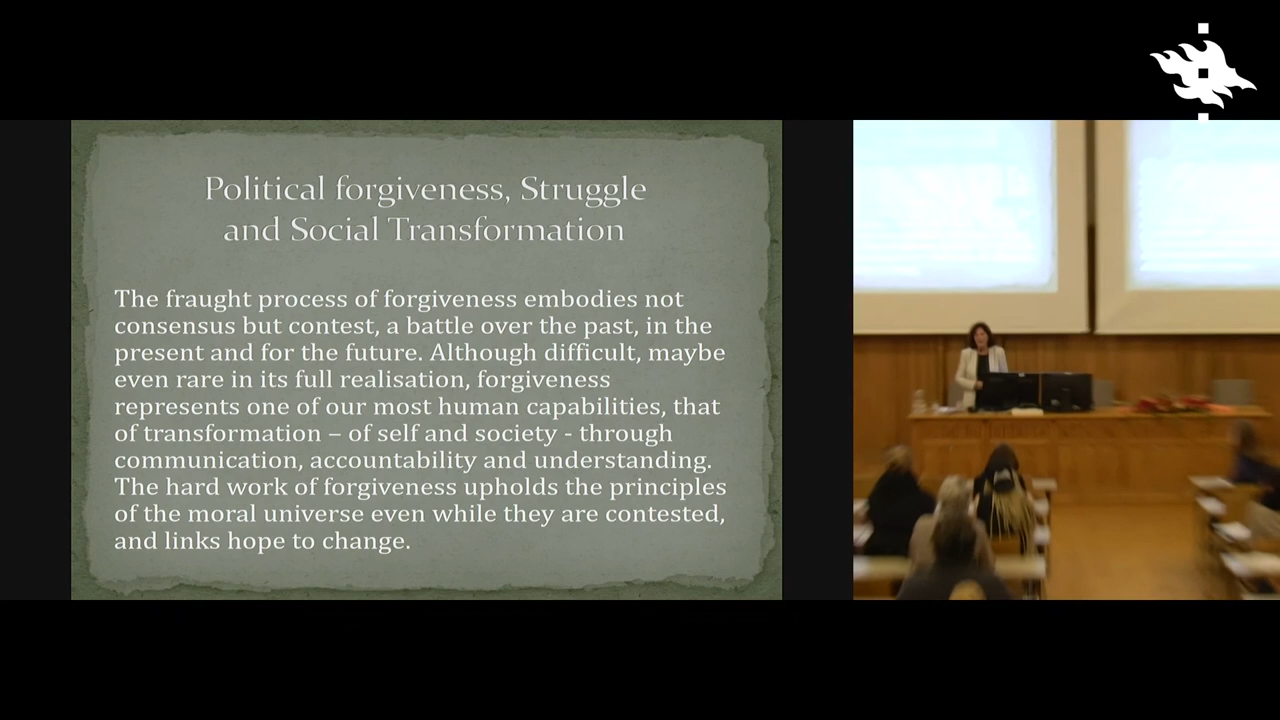 Political forgiveness, Struggle
and Social Transformation
The fraught process of forgiveness embodies not
consensus but contest, a battle over the past, in the
present and for the future. Although difficult, maybe
even rare in its full realisation, forgiveness
represents one of our most human capabilities, that
of transformation – of self and society - through
communication, accountability and understanding.
The hard work of forgiveness upholds the principles
of the moral universe even while they are contested,
and links hope to change.